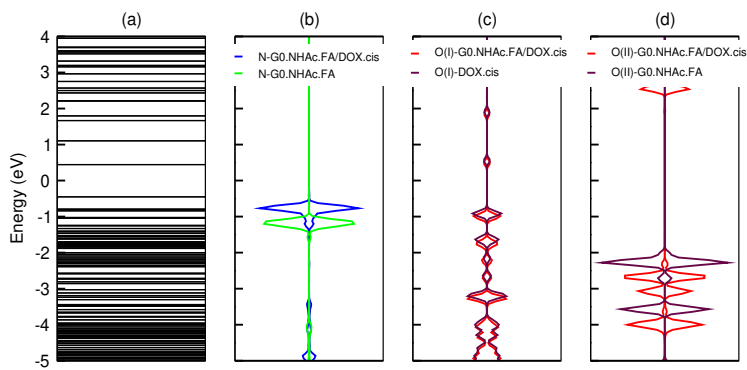 (a) (b) (c) (d)
4
N-G0.NHAc.FA/DOX.cis O(I)-G0.NHAc.FA/DOX.cis O(II)-G0.NHAc.FA/DOX.cis
N-G0.NHAc.FA O(I)-DOX.cis O(II)-G0.NHAc.FA
3
2
1
0
-1
-2
-3
-4
-5
Energy (eV)